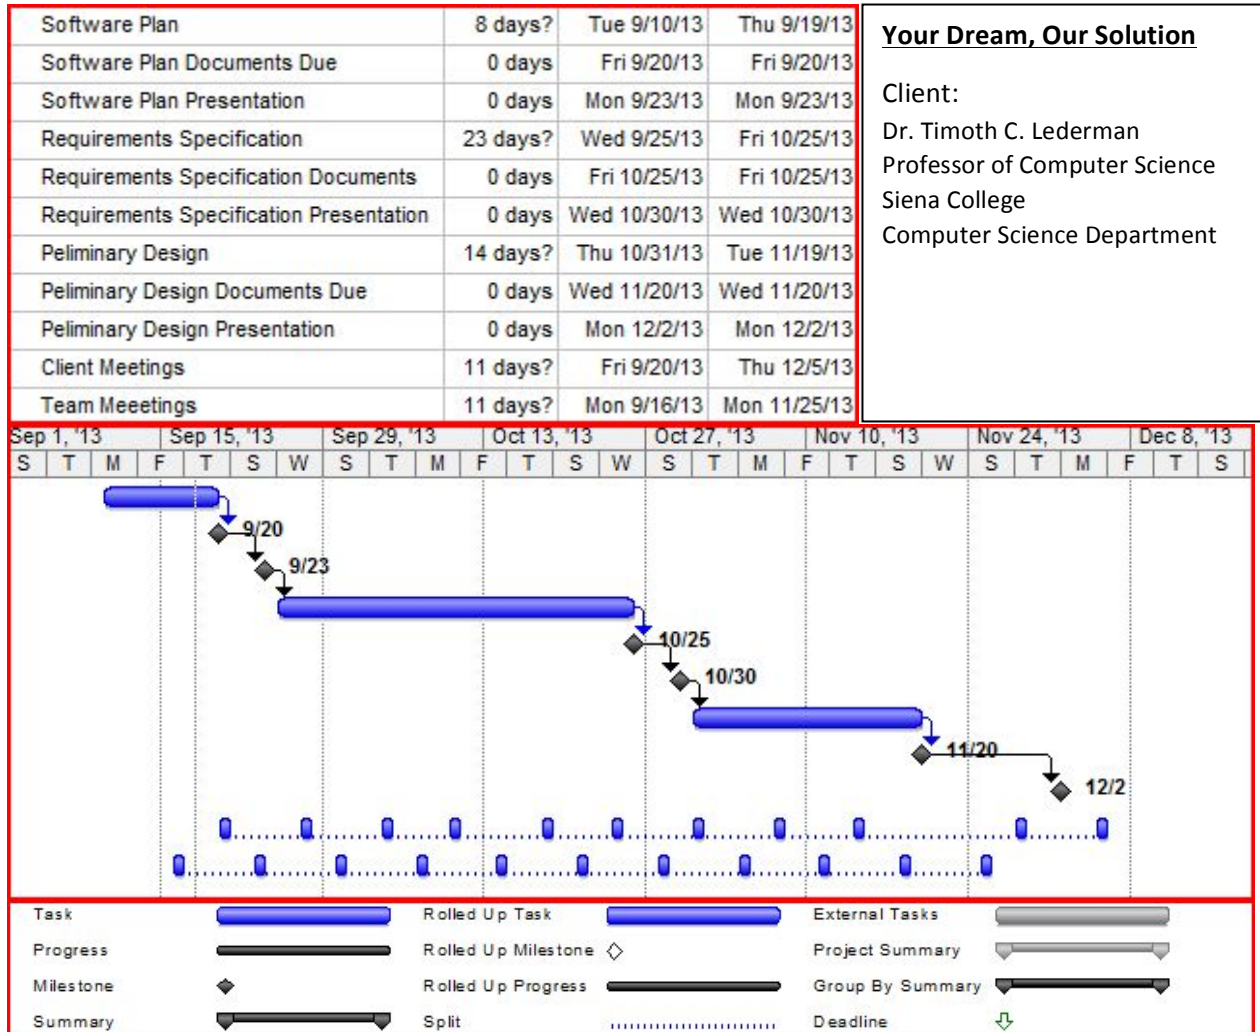 Software Plan 8 days? Tue 9/10/13 Thu 9/19/13
Software Plan Documents Due 0 days Fri 9/20/13 Fri 9/20/13
Software Plan Presentation 0 days Mon 9/23/13 Mon 9/23/13
Requirements Specification 23 days? Wed 9/25/13 Fri 10/25/13
Requirements Specification Documents 0 days Fri 10/25/13 Fri 10/25/13
Requirements Specification Presentation 0 days Wed 10/30/13 Wed 10/30/13
Peliminary Design 14 days? Thu 10/31/13 Tue 11/19/13
Peliminary Design Documents Due 0 days Wed 11/20/13 Wed 11/20/13
Peliminary Design Presentation 0 days Mon 12/2/13 Mon 12/2/13
Client Meetings 11 days? Fri 9/20/13 Thu 12/5/13
Team Meeetings 11 days? Mon 9/16/13 Mon 11/25/13
Your Dream, Our Solution
Client:
Dr. Timoth C. Lederman
Professor of Computer Science
Siena College
Computer Science Department
Sep 1, '13 Sep 15, '13 Sep 29, '13 Oct 13, '13 Oct 27, '13 Nov 10, '13 Nov 24, '13 Dec 8, '13
S T M F T S W S T M F T S W S T M F T S W S T M F T S
9/20
9/23
10/25
10/30
11/20
12/2
Task Rolled Up Task External Tasks
Progress Rolled Up Milestone Project Summary
Milestone Rolled Up Progress Group By Summary
Summary Split Deadline